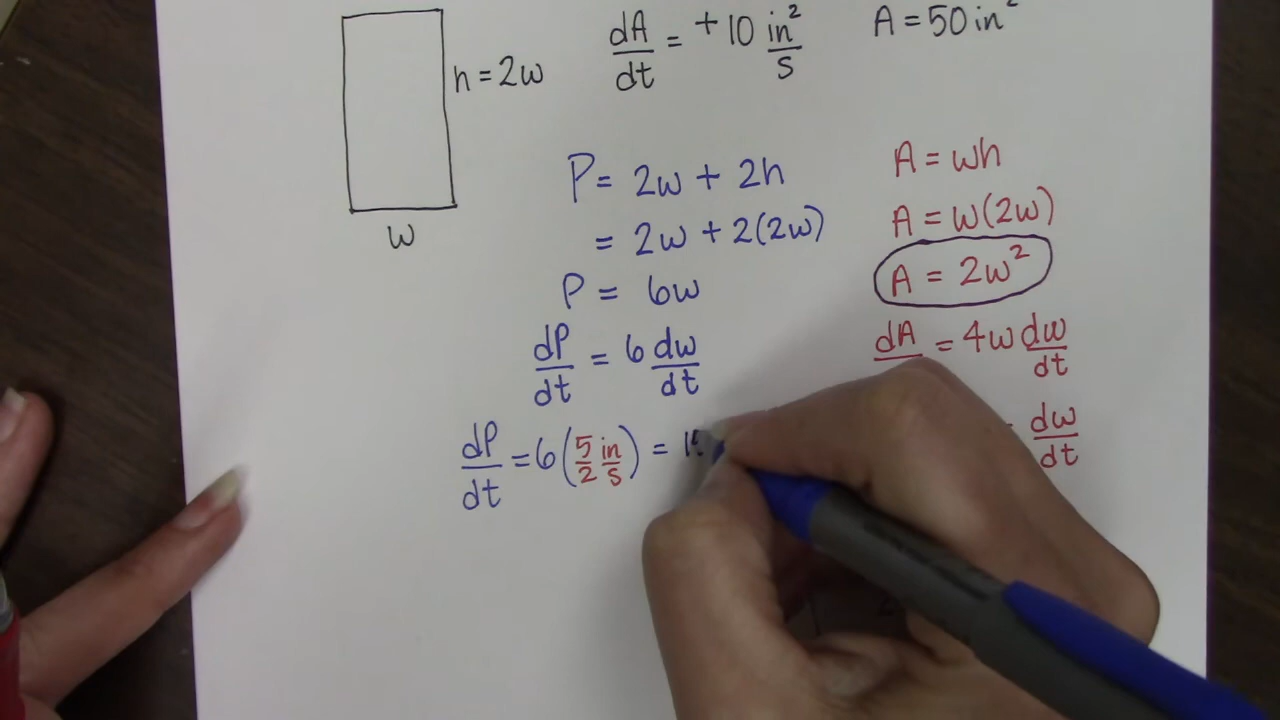 h = 2w
w
dA/dt = +10 in²/s
A = 50 in²
P = 2w + 2h
= 2w + 2(2w)
P = 6w
dP/dt = 6 dw/dt
dP/dt = 6 (5/2 in/s) = 15
A = wh
A = w(2w)
A = 2w²
dA = 4w dw/dt
dw/dt